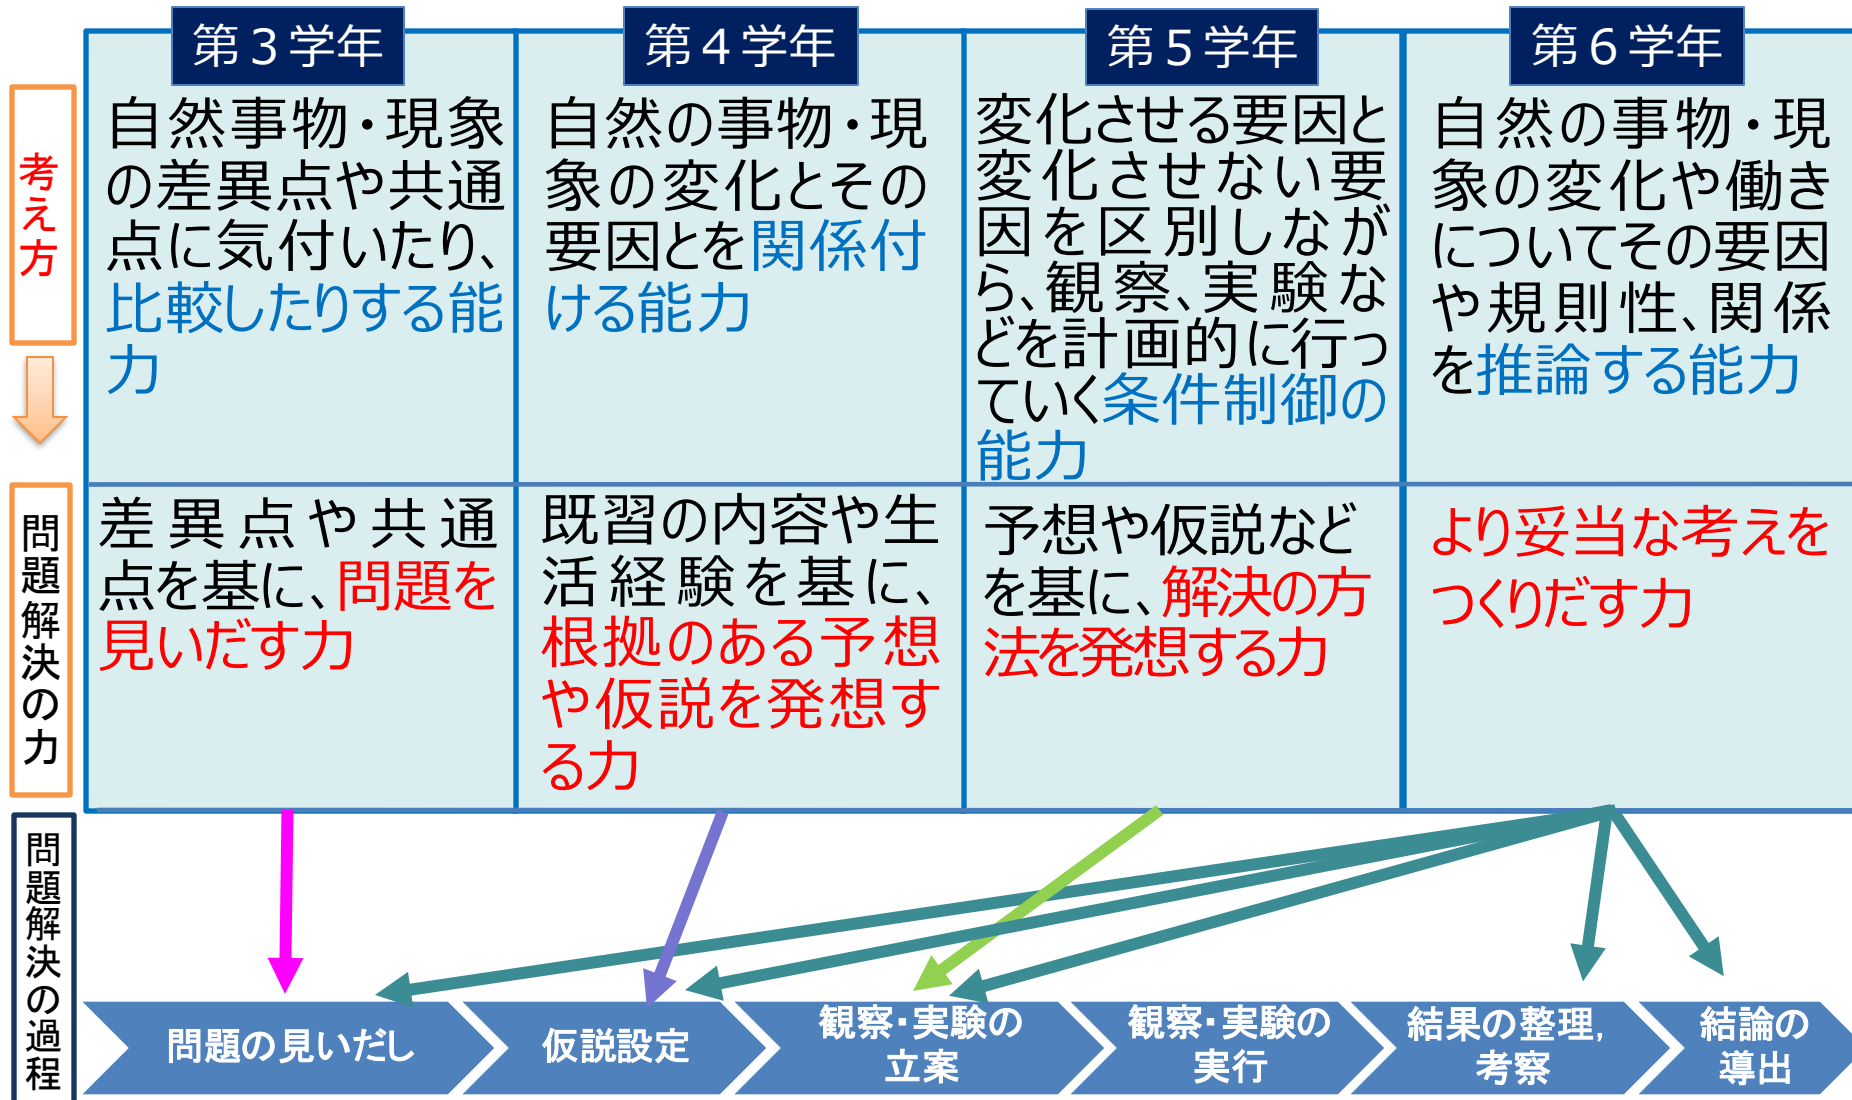 第３学年
第４学年
第５学年
第６学年
考え方
自然事物・現象
の差異点や共通
点に気付いたり、
比較したりする能
力
自然の事物・現
象の変化とその
要因とを関係付
ける能力
変化させる要因と
変化させない要
因を区別しなが
ら、観察、実験な
どを計画的に行っ
ていく条件制御の
能力
自然の事物・現
象の変化や働き
についてその要因
や規則性、関係
を推論する能力
問題解決の力
差異点や共通
点を基に、問題を
見いだす力
既習の内容や生
活経験を基に、
根拠のある予想
や仮説を発想す
る力
予想や仮説など
を基に、解決の方
法を発想する力
より妥当な考えを
つくりだす力
問題解決の過程
問題の見いだし
仮説設定
観察・実験の
立案
観察・実験の
実行
結果の整理，
考察
結論の
導出